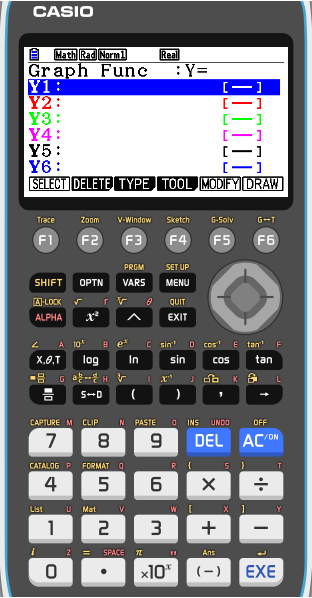 CASIO
Math Rad Norm1 Real
Graph Func :Y=
Y1: [—]
Y2: [—]
Y3: [—]
Y4: [—]
Y5: [—]
Y6: [—]
SELECT DELETE TYPE TOOL MODIFY DRAW
Trace Zoom V-Window Sketch G-Solv G↔T
F1 F2 F3 F4 F5 F6
PRGM SET UP
SHIFT OPTN VARS MENU
A-LOCK √ r ∛ θ QUIT
ALPHA x² ^ EXIT
∠ A 10ˣ B eˣ C sin⁻¹ D cos⁻¹ E tan⁻¹ F
X,θ,T log ln sin cos tan
G H ∛ I x⁻¹ J K L
S↔D ( ) , →
CAPTURE M CLIP N PASTE O INS UNDO OFF
7 8 9 DEL AC/ON
CATALOG P FORMAT Q R { S } T
4 5 6 × ÷
List U Mat V W [ X ] Y
1 2 3 + −
i Z = SPACE π " Ans ↵
0 • ×10ˣ (−) EXE